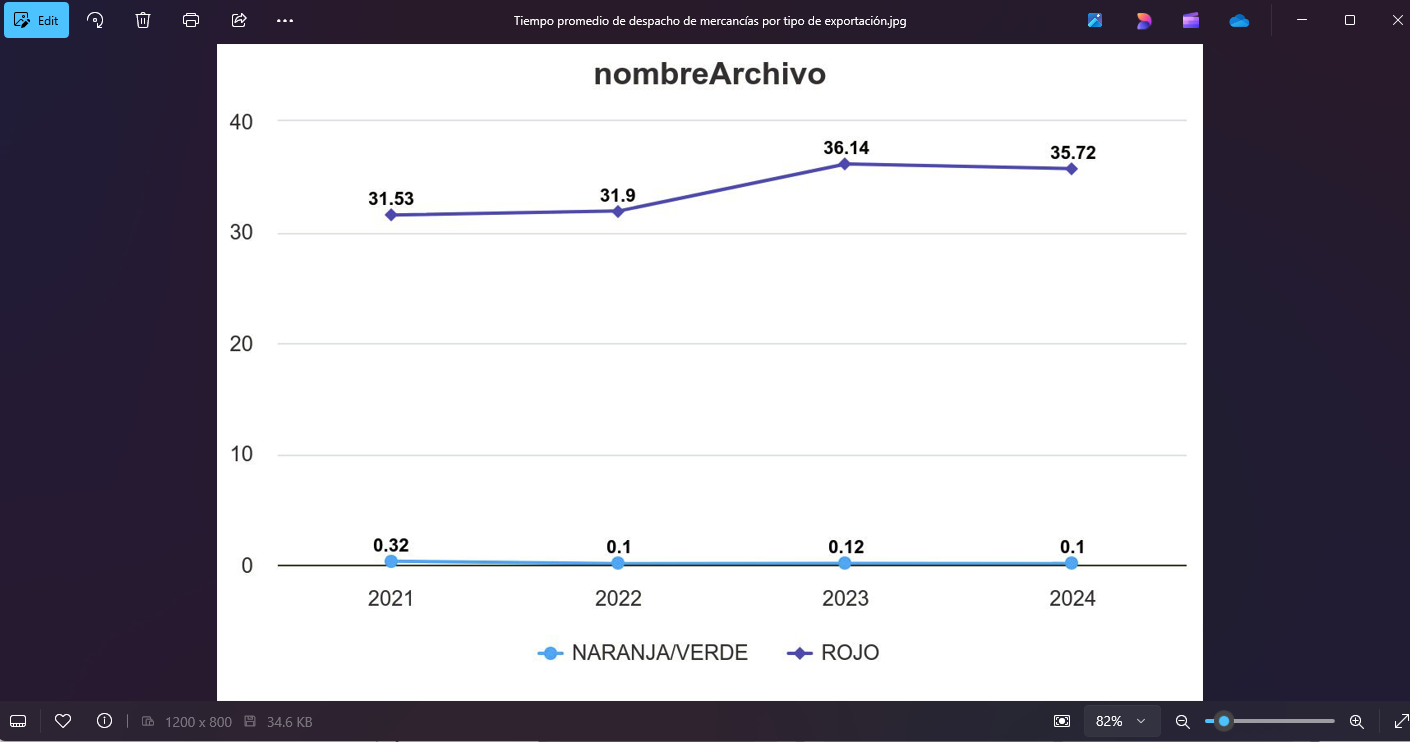 Edit
Tiempo promedio de despacho de mercancías por tipo de exportación.jpg
nombreArchivo
40
36.14
35.72
31.53
31.9
30
20
10
0.32
0.1
0.12
0.1
0
2021
2022
2023
2024
NARANJA/VERDE
ROJO
1200 x 800
34.6 KB
82%